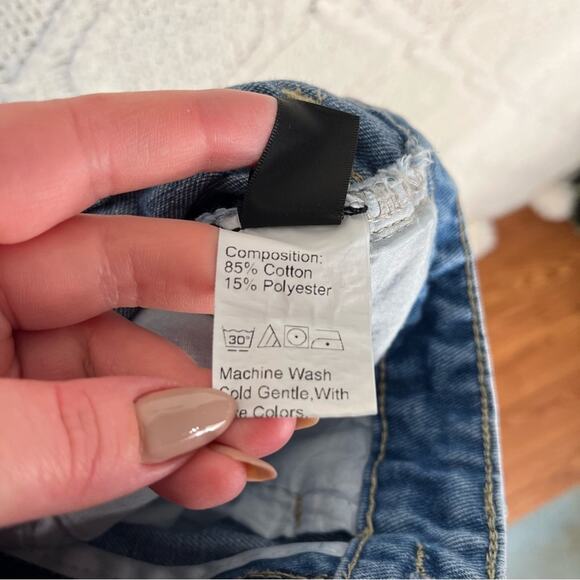 Composition:
85% Cotton
15% Polyester
30°
Machine Wash
Cold Gentle,With
Colors.